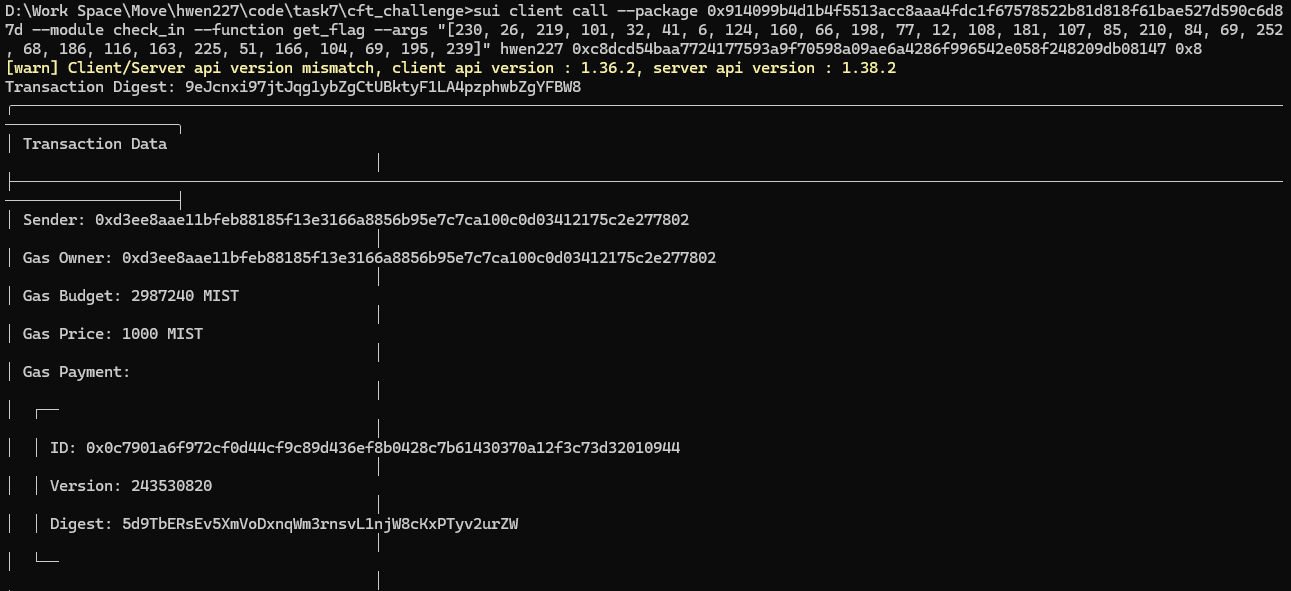 D:\Work Space\Move\hwen227\code\task7\cft_challenge>sui client call --package 0x914099b4d1b4f5513acc8aaa4fdc1f67578522b81d818f61bae527d590c6d8
7d --module check_in --function get_flag --args "[230, 26, 219, 101, 32, 41, 6, 124, 160, 66, 198, 77, 12, 108, 181, 107, 85, 210, 84, 69, 252
, 68, 186, 116, 163, 225, 51, 166, 104, 69, 195, 239]" hwen227 0xc8dcd54baa7724177593a9f70598a09ae6a4286f996542e058f248209db08147 0x8
[warn] Client/Server api version mismatch, client api version : 1.36.2, server api version : 1.38.2
Transaction Digest: 9eJcnxi97jtJqg1ybZgCtUBktyF1LA4pzphwbZgYFBW8
Transaction Data
Sender: 0xd3ee8aae11bfeb88185f13e3166a8856b95e7c7ca100c0d03412175c2e277802
Gas Owner: 0xd3ee8aae11bfeb88185f13e3166a8856b95e7c7ca100c0d03412175c2e277802
Gas Budget: 2987240 MIST
Gas Price: 1000 MIST
Gas Payment:
ID: 0x0c7901a6f972cf0d44cf9c89d436ef8b0428c7b61430370a12f3c73d32010944
Version: 243530820
Digest: 5d9TbERsEv5XmVoDxnqWm3rnsvL1njW8cKxPTyv2urZW